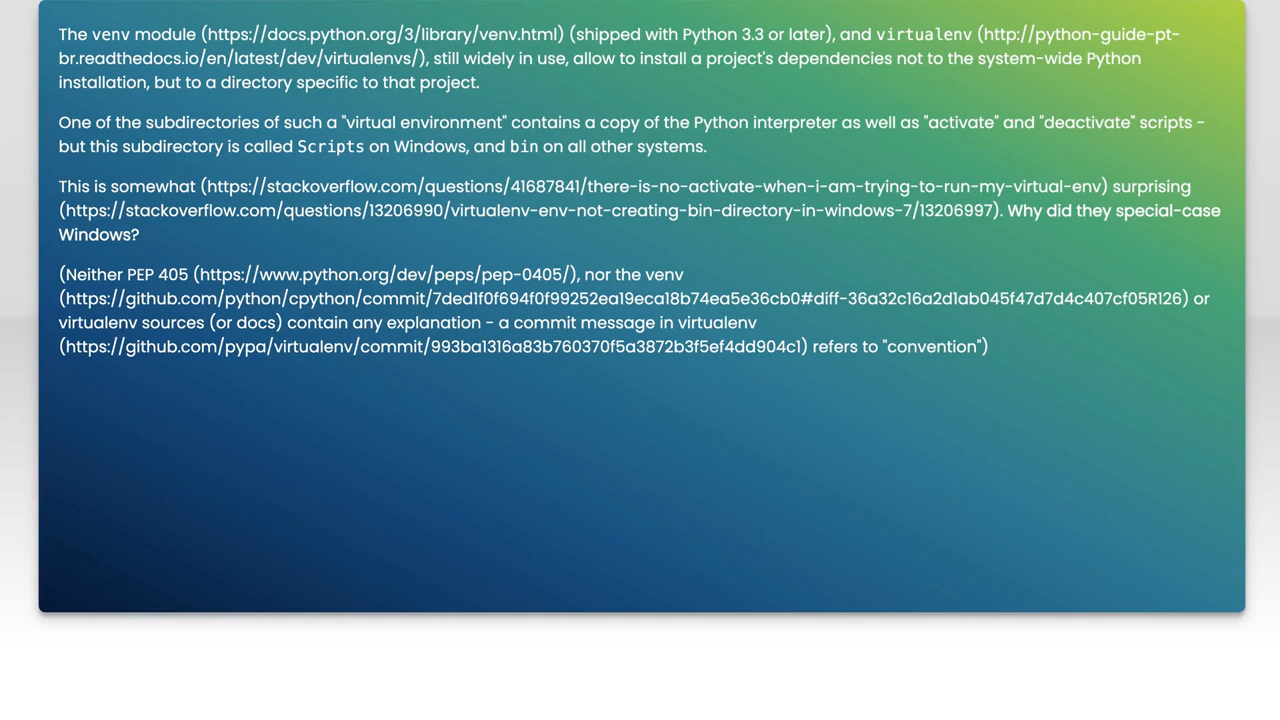 The venv module (https://docs.python.org/3/library/venv.html) (shipped with Python 3.3 or later), and virtualenv (http://python-guide-pt-
br.readthedocs.io/en/latest/dev/virtualenvs/), still widely in use, allow to install a project's dependencies not to the system-wide Python
installation, but to a directory specific to that project.
One of the subdirectories of such a "virtual environment" contains a copy of the Python interpreter as well as "activate" and "deactivate" scripts -
but this subdirectory is called Scripts on Windows, and bin on all other systems.
This is somewhat (https://stackoverflow.com/questions/41687841/there-is-no-activate-when-i-am-trying-to-run-my-virtual-env) surprising
(https://stackoverflow.com/questions/13206990/virtualenv-env-not-creating-bin-directory-in-windows-7/13206997). Why did they special-case
Windows?
(Neither PEP 405 (https://www.python.org/dev/peps/pep-0405/), nor the venv
(https://github.com/python/cpython/commit/7ded1f0f694f0f99252ea19eca18b74ea5e36cb0#diff-36a32c16a2d1ab045f47d7d4c407cf05R126) or
virtualenv sources (or docs) contain any explanation - a commit message in virtualenv
(https://github.com/pypa/virtualenv/commit/993ba1316a83b760370f5a3872b3f5ef4dd904c1) refers to "convention")